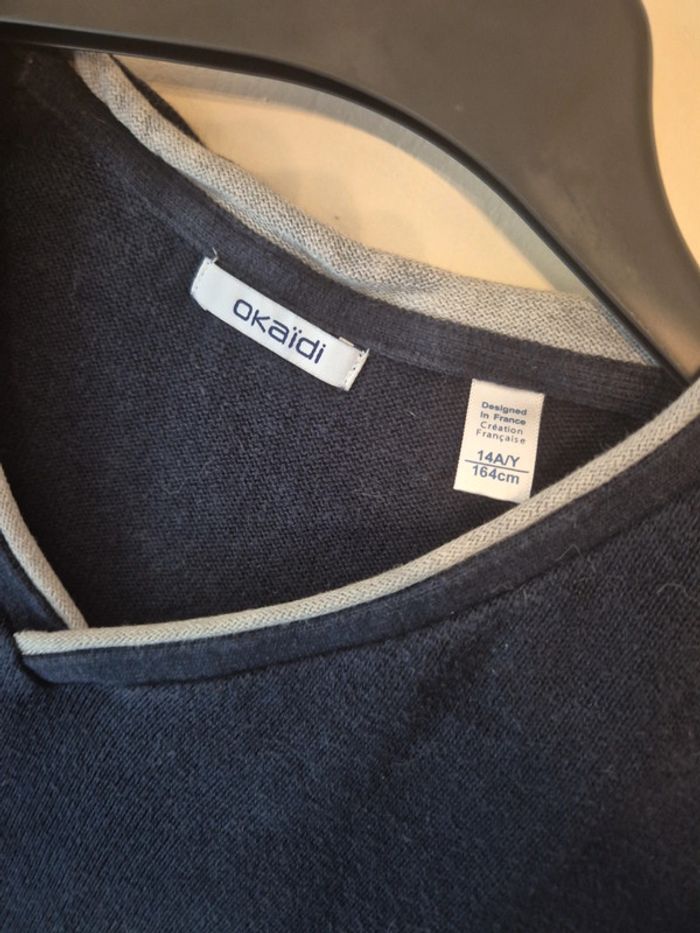 okaïdi
Designed
In France
Création
Française
14A/Y
164cm